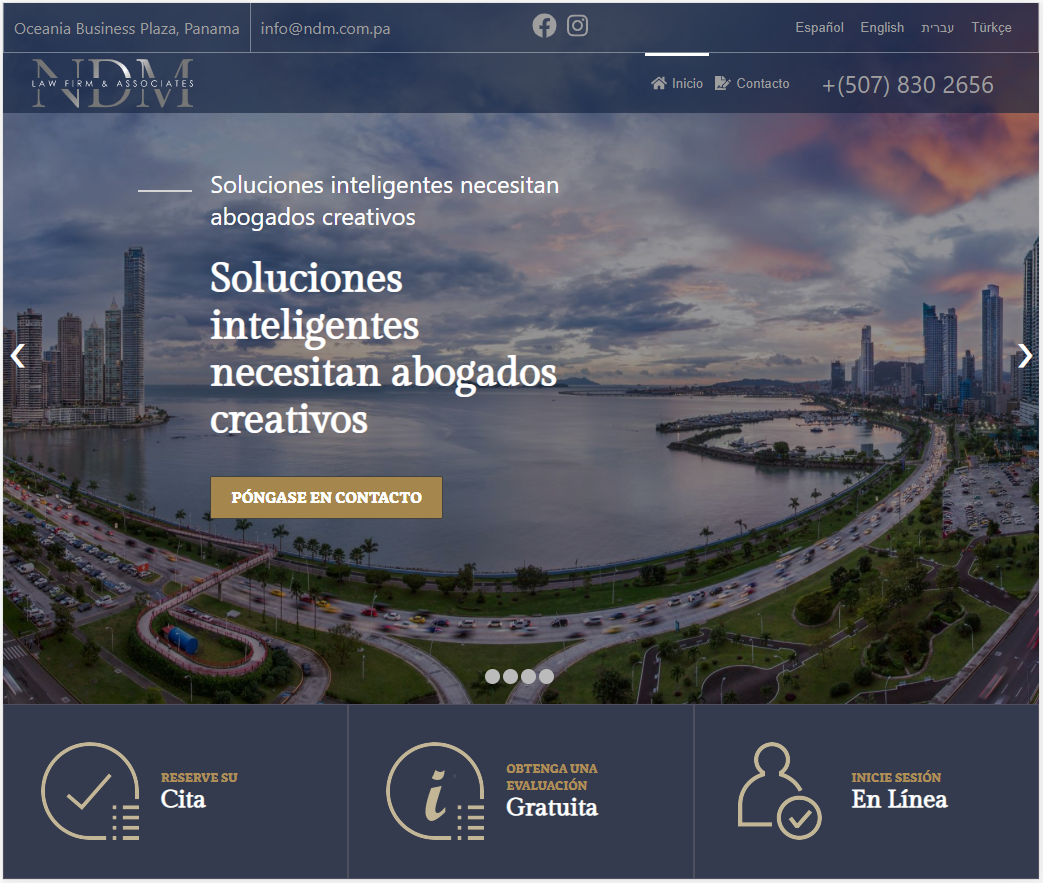 Oceania Business Plaza, Panama
info@ndm.com.pa
Español English עברית Türkçe
NDM
LAW FIRM & ASSOCIATES
Inicio Contacto
+(507) 830 2656
Soluciones inteligentes necesitan
abogados creativos
Soluciones
inteligentes
necesitan abogados
creativos
PÓNGASE EN CONTACTO
RESERVE SU
Cita
OBTENGA UNA
EVALUACIÓN
Gratuita
INICIE SESIÓN
En Línea